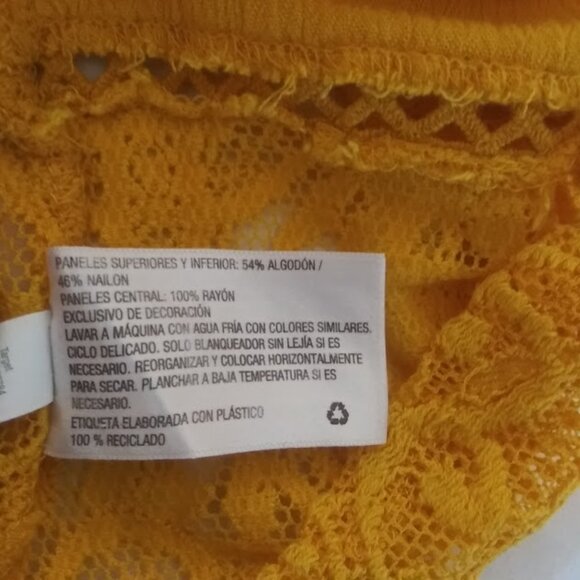 PANELES SUPERIORES Y INFERIOR: 54% ALGODÓN /
46% NAILON
PANELES CENTRAL: 100% RAYÓN
EXCLUSIVO DE DECORACIÓN
LAVAR A MÁQUINA CON AGUA FRÍA CON COLORES SIMILARES.
CICLO DELICADO. SOLO BLANQUEADOR SIN LEJÍA SI ES
NECESARIO. REORGANIZAR Y COLOCAR HORIZONTALMENTE
PARA SECAR. PLANCHAR A BAJA TEMPERATURA SI ES
NECESARIO.
ETIQUETA ELABORADA CON PLÁSTICO
100 % RECICLADO
Target